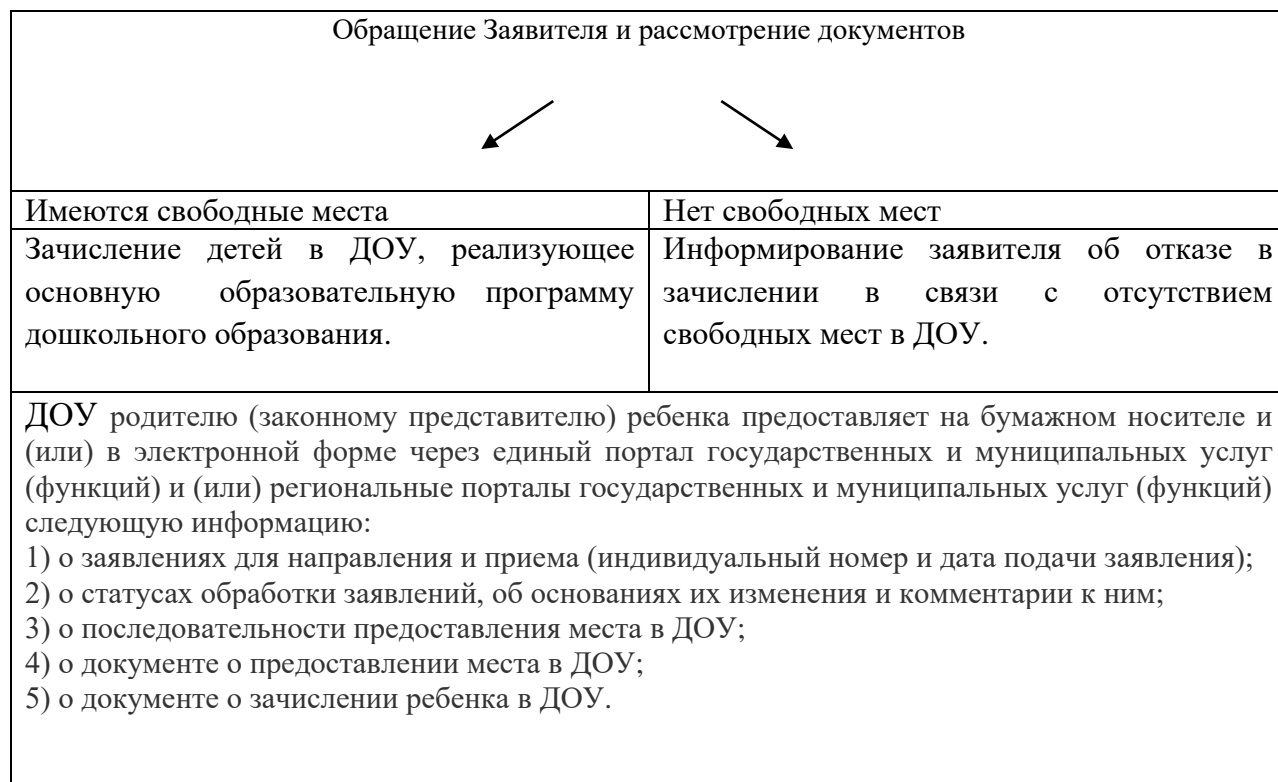 Обращение Заявителя и рассмотрение документов
Имеются свободные места
Нет свободных мест
Зачисление детей в ДОУ, реализующее
основную образовательную программу
дошкольного образования.
Информирование заявителя об отказе в
зачислении в связи с отсутствием
свободных мест в ДОУ.
ДОУ родителю (законному представителю) ребенка предоставляет на бумажном носителе и
(или) в электронной форме через единый портал государственных и муниципальных услуг
(функций) и (или) региональные порталы государственных и муниципальных услуг (функций)
следующую информацию:
1) о заявлениях для направления и приема (индивидуальный номер и дата подачи заявления);
2) о статусах обработки заявлений, об основаниях их изменения и комментарии к ним;
3) о последовательности предоставления места в ДОУ;
4) о документе о предоставлении места в ДОУ;
5) о документе о зачислении ребенка в ДОУ.